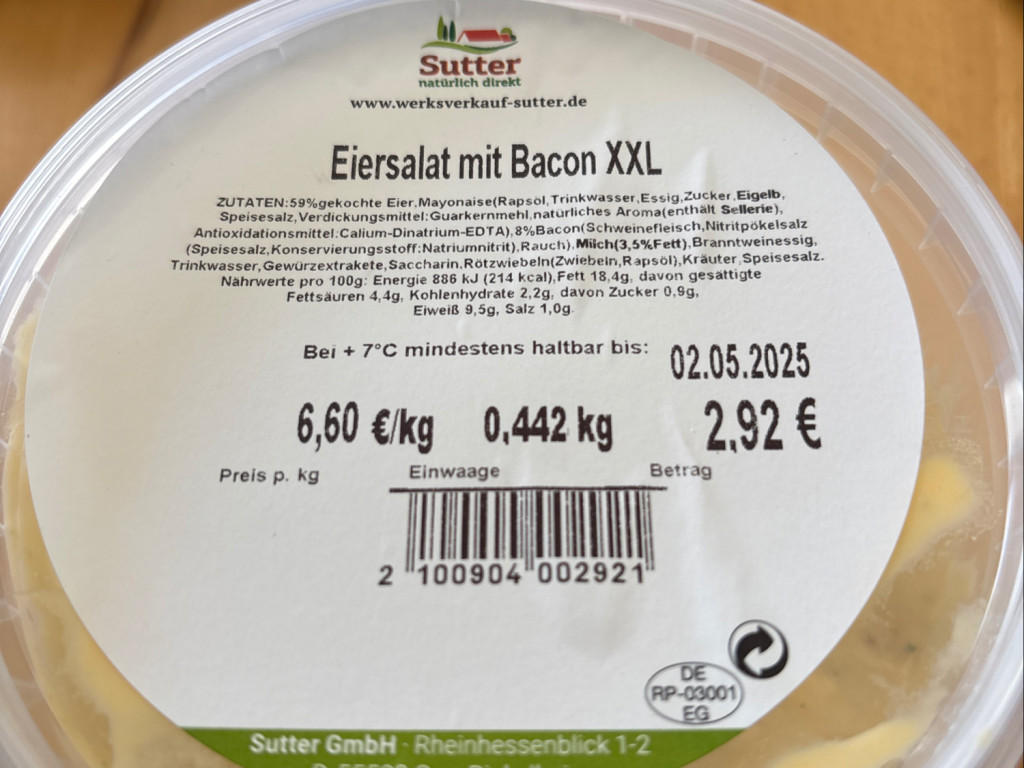 Sutter
natürlich direkt
www.werksverkauf-sutter.de
Eiersalat mit Bacon XXL
ZUTATEN:59%gekochte Eier,Mayonaise(Rapsöl,Trinkwasser,Essig,Zucker,Eigelb,
Speisesalz,Verdickungsmittel:Guarkernmehl,natürliches Aroma(enthält Sellerie),
Antioxidationsmittel:Calium-Dinatrium-EDTA),8%Bacon(Schweinefleisch,Nitritpökelsalz
(Speisesalz,Konservierungsstoff:Natriumnitrit),Rauch),Milch(3,5%Fett),Branntweinessig,
Trinkwasser,Gewürzextrakete,Saccharin,Rötzwiebeln(Zwiebeln,Rapsöl),Kräuter,Speisesalz.
Nährwerte pro 100g: Energie 886 kJ (214 kcal),Fett 18,4g, davon gesättigte
Fettsäuren 4,4g, Kohlenhydrate 2,2g, davon Zucker 0,9g,
Eiweiß 9,5g, Salz 1,0g.
Bei + 7°C mindestens haltbar bis: 02.05.2025
6,60 €/kg 0,442 kg 2,92 €
Preis p. kg Einwaage Betrag
2 100904 002921
DE
RP-03001
EG
Sutter GmbH · Rheinhessenblick 1-2